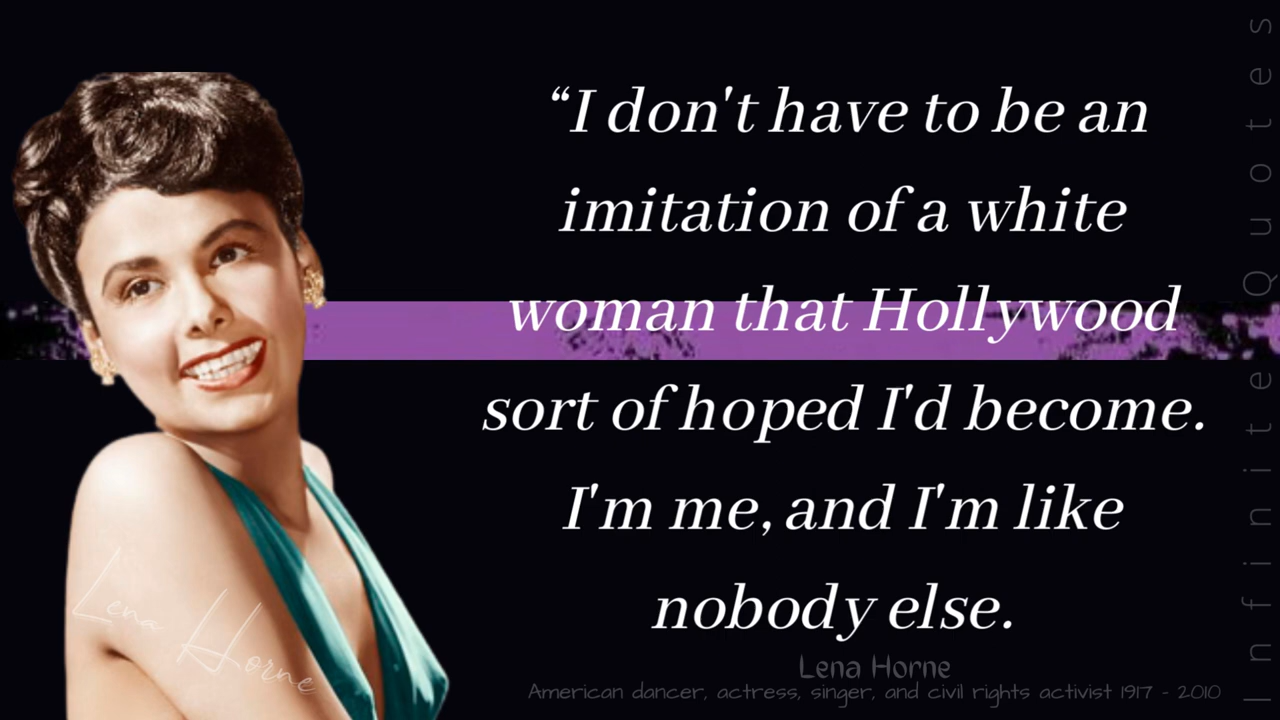 “I don't have to be an
imitation of a white
woman that Hollywood
sort of hoped I'd become.
I'm me, and I'm like
nobody else.
Lena Horne
American dancer, actress, singer, and civil rights activist 1917 - 2010
Lena Horne
Infinite Quotes